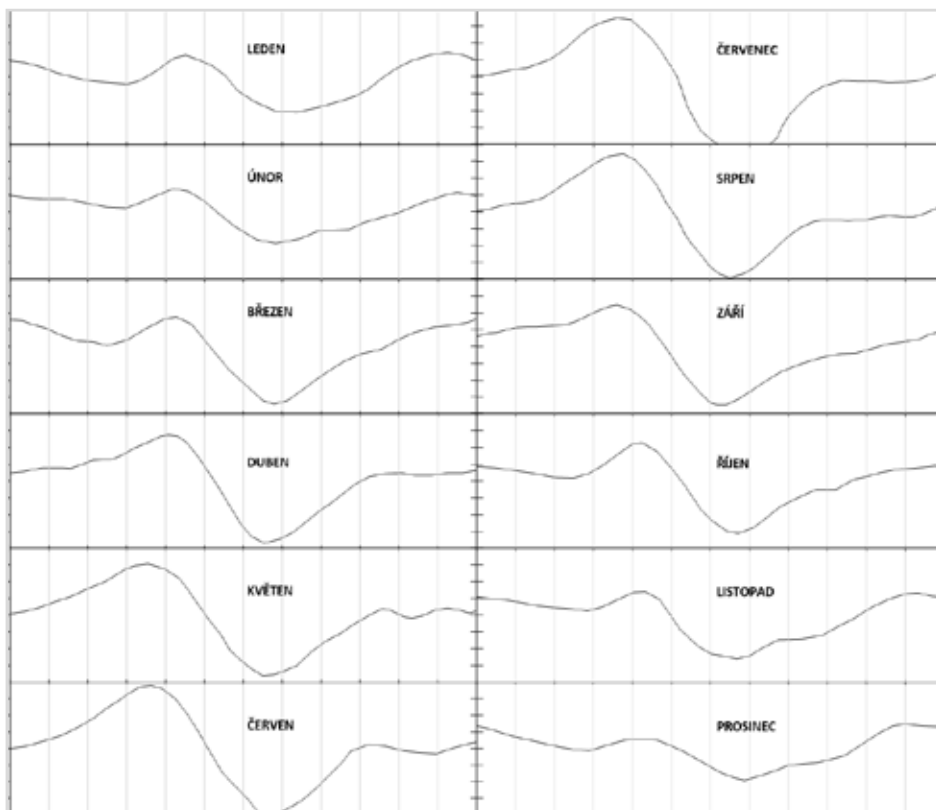 LEDEN
ČERVENEC
ÚNOR
SRPEN
BŘEZEN
ZÁŘÍ
DUBEN
ŘÍJEN
KVĚTEN
LISTOPAD
ČERVEN
PROSINEC